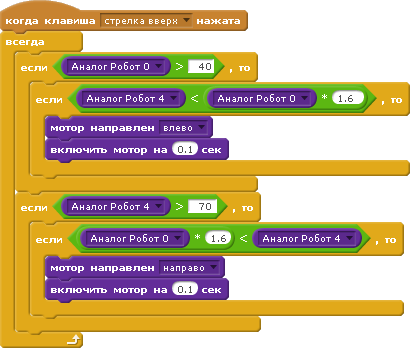 когда клавиша стрелка вверх нажата
всегда
если Аналог Робот 0 > 40 , то
если Аналог Робот 4 < Аналог Робот 0 * 1.6 , то
мотор направлен влево
включить мотор на 0.1 сек
если Аналог Робот 4 > 70 , то
если Аналог Робот 0 * 1.6 < Аналог Робот 4 , то
мотор направлен направо
включить мотор на 0.1 сек